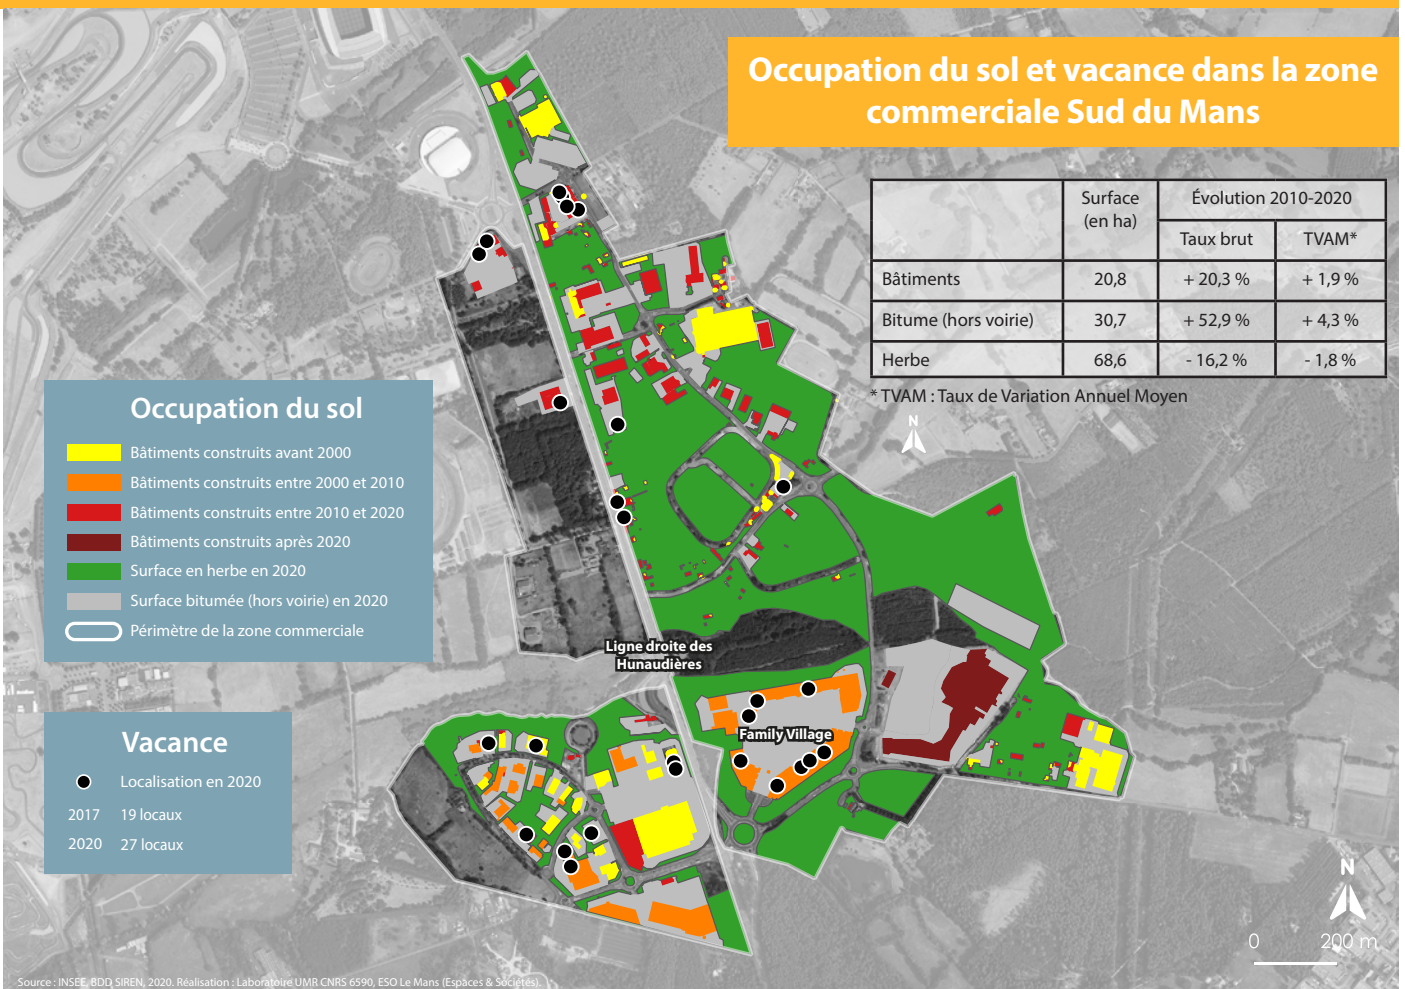 Occupation du sol et vacance dans la zone
commerciale Sud du Mans
Surface
(en ha)
Évolution 2010-2020
Taux brut
TVAM*
Bâtiments 20,8 + 20,3 % + 1,9 %
Bitume (hors voirie) 30,7 + 52,9 % + 4,3 %
Herbe 68,6 - 16,2 % - 1,8 %
* TVAM : Taux de Variation Annuel Moyen
N
Occupation du sol
Bâtiments construits avant 2000
Bâtiments construits entre 2000 et 2010
Bâtiments construits entre 2010 et 2020
Bâtiments construits après 2020
Surface en herbe en 2020
Surface bitumée (hors voirie) en 2020
Périmètre de la zone commerciale
Ligne droite des
Hunaudières
Family Village
Vacance
Localisation en 2020
2017 19 locaux
2020 27 locaux
N
0 200 m
Source : INSEE, BDD SIREN, 2020. Réalisation : Laboratoire UMR CNRS 6590, ESO Le Mans (Espaces & Sociétés).